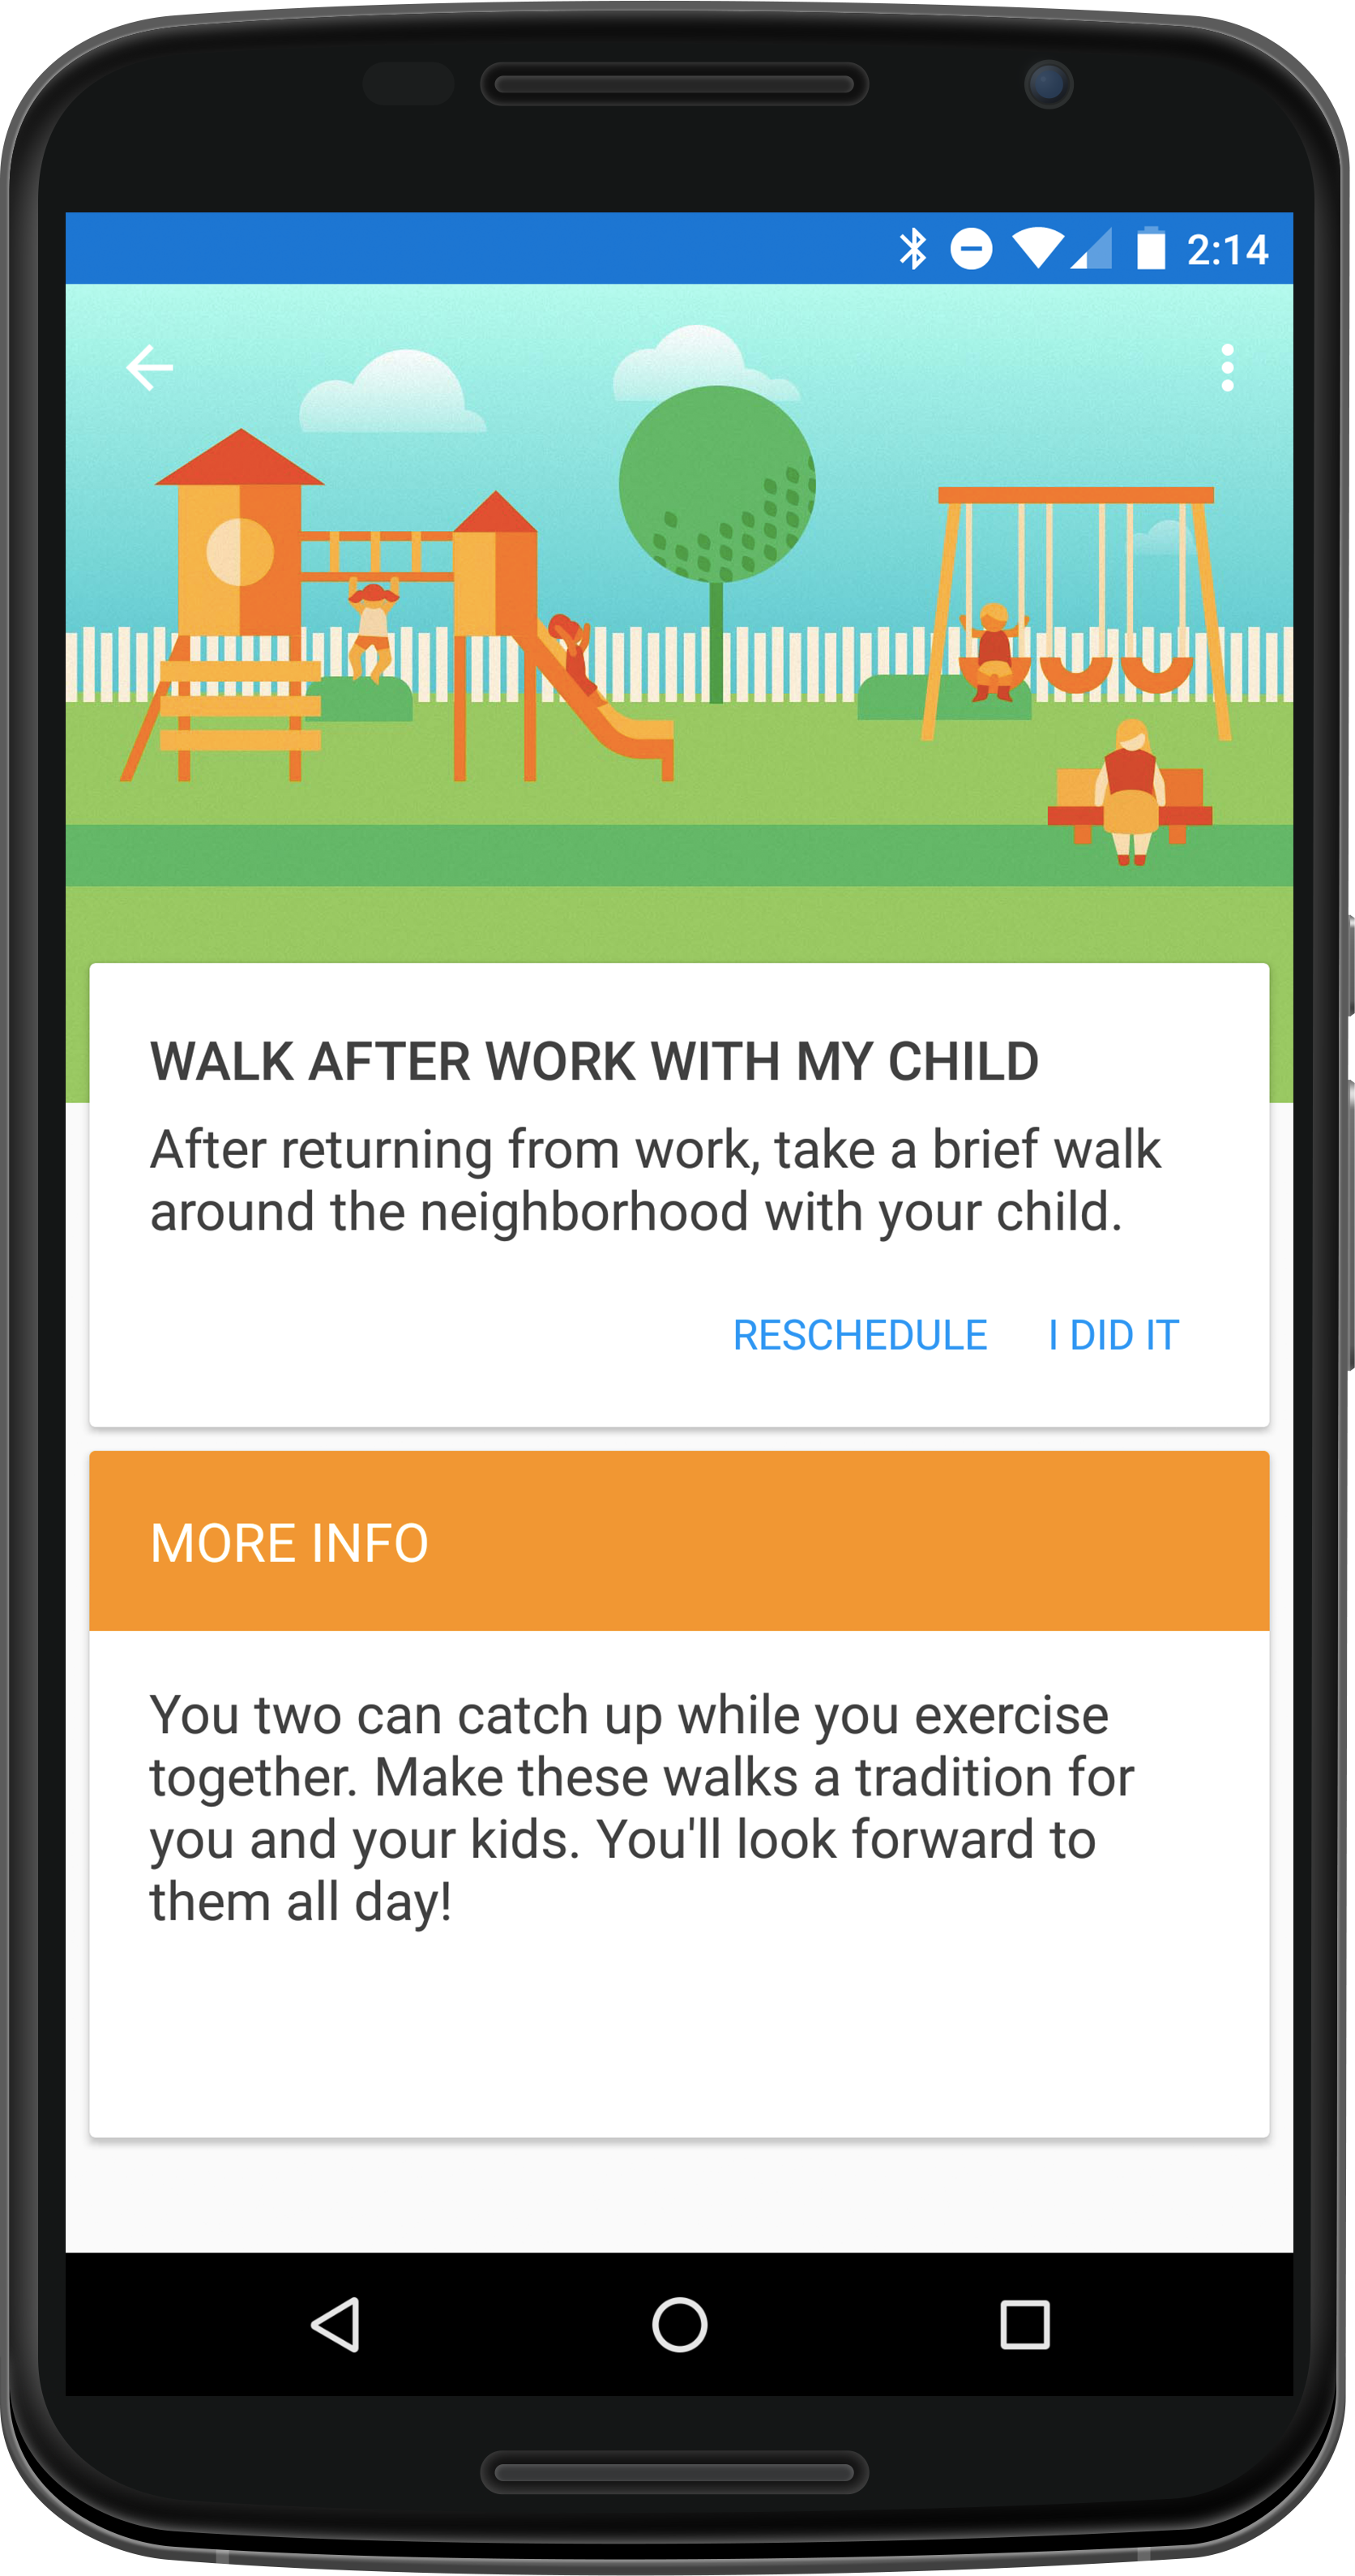 2:14
WALK AFTER WORK WITH MY CHILD
After returning from work, take a brief walk
around the neighborhood with your child.
RESCHEDULE I DID IT
MORE INFO
You two can catch up while you exercise
together. Make these walks a tradition for
you and your kids. You'll look forward to
them all day!